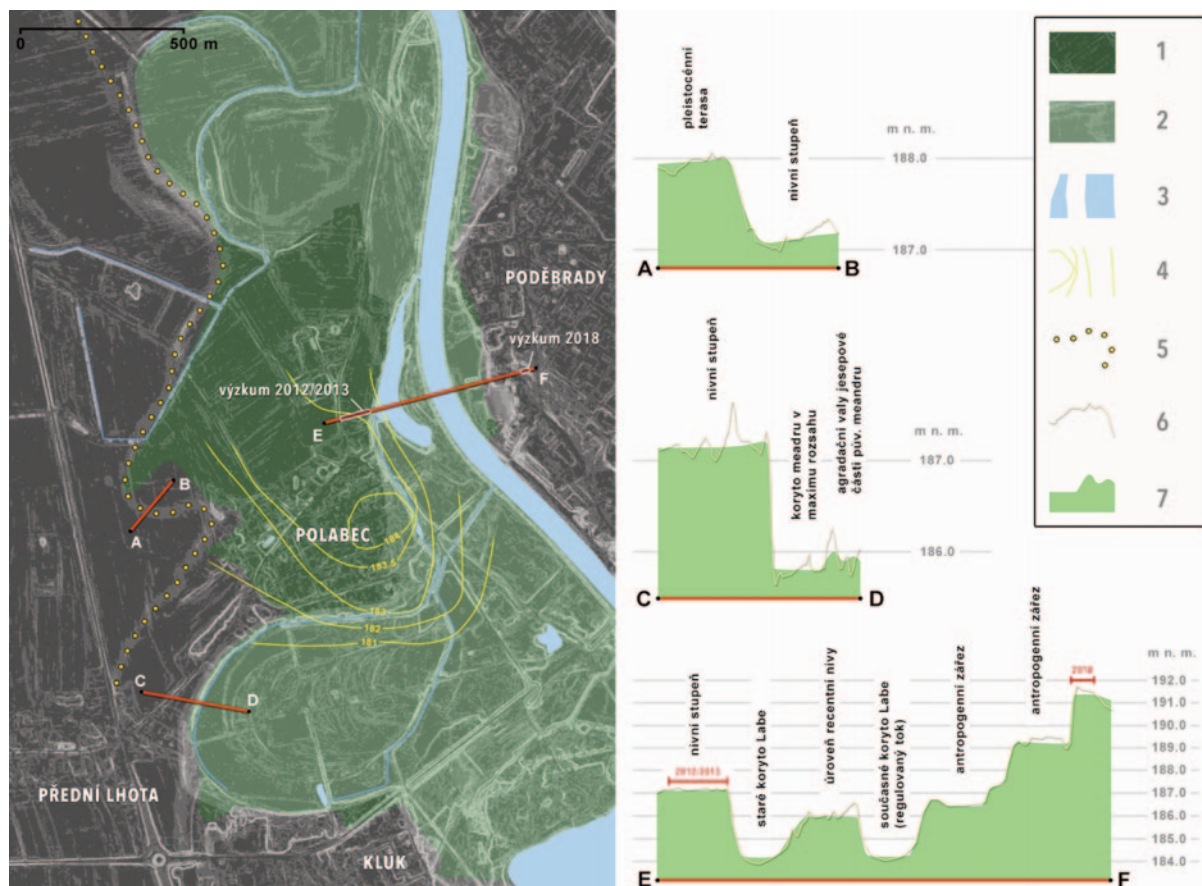 0 500 m
PODĚBRADY
výzkum 2018
F
výzkum 2012/2013
E
B
A
POLABEC
184
183.5
183
182
181
C
D
PŘEDNÍ LHOTA
KLUK
pleistocénní
terasa
nivní stupeň
m n. m.
188.0
187.0
A B
nivní stupeň
koryto meadru v
maximu rozsahu
agradační valy jesepové
části pův. meandru
m n. m.
187.0
186.0
C D
nivní stupeň
staré koryto Labe
úroveň recentní nivy
současné koryto Labe
(regulovaný tok)
antropogenní zářez
antropogenní zářez
2012/2013
2018
m n. m.
192.0
191.0
190.0
189.0
188.0
187.0
186.0
185.0
184.0
E F
1
2
3
4
5
6
7